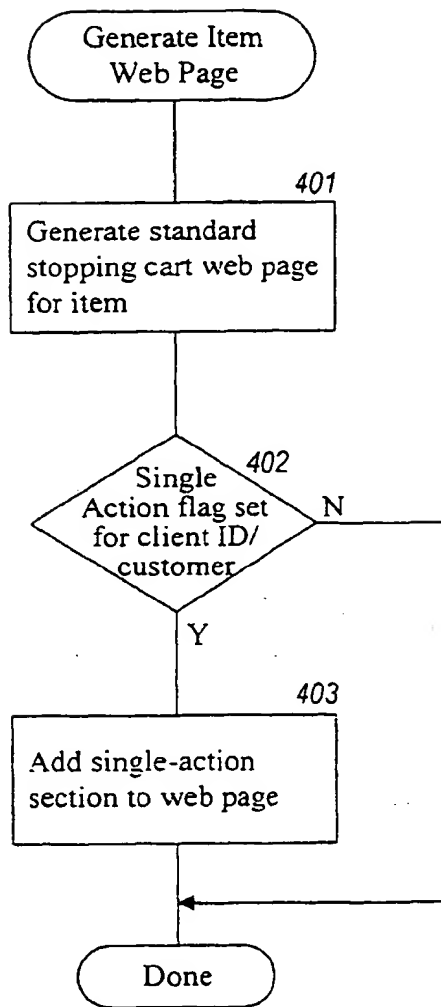 Generate Item
Web Page
401
Generate standard
stopping cart web page
for item
402
Single
Action flag set
for client ID/
customer
N
Y
403
Add single-action
section to web page
Done